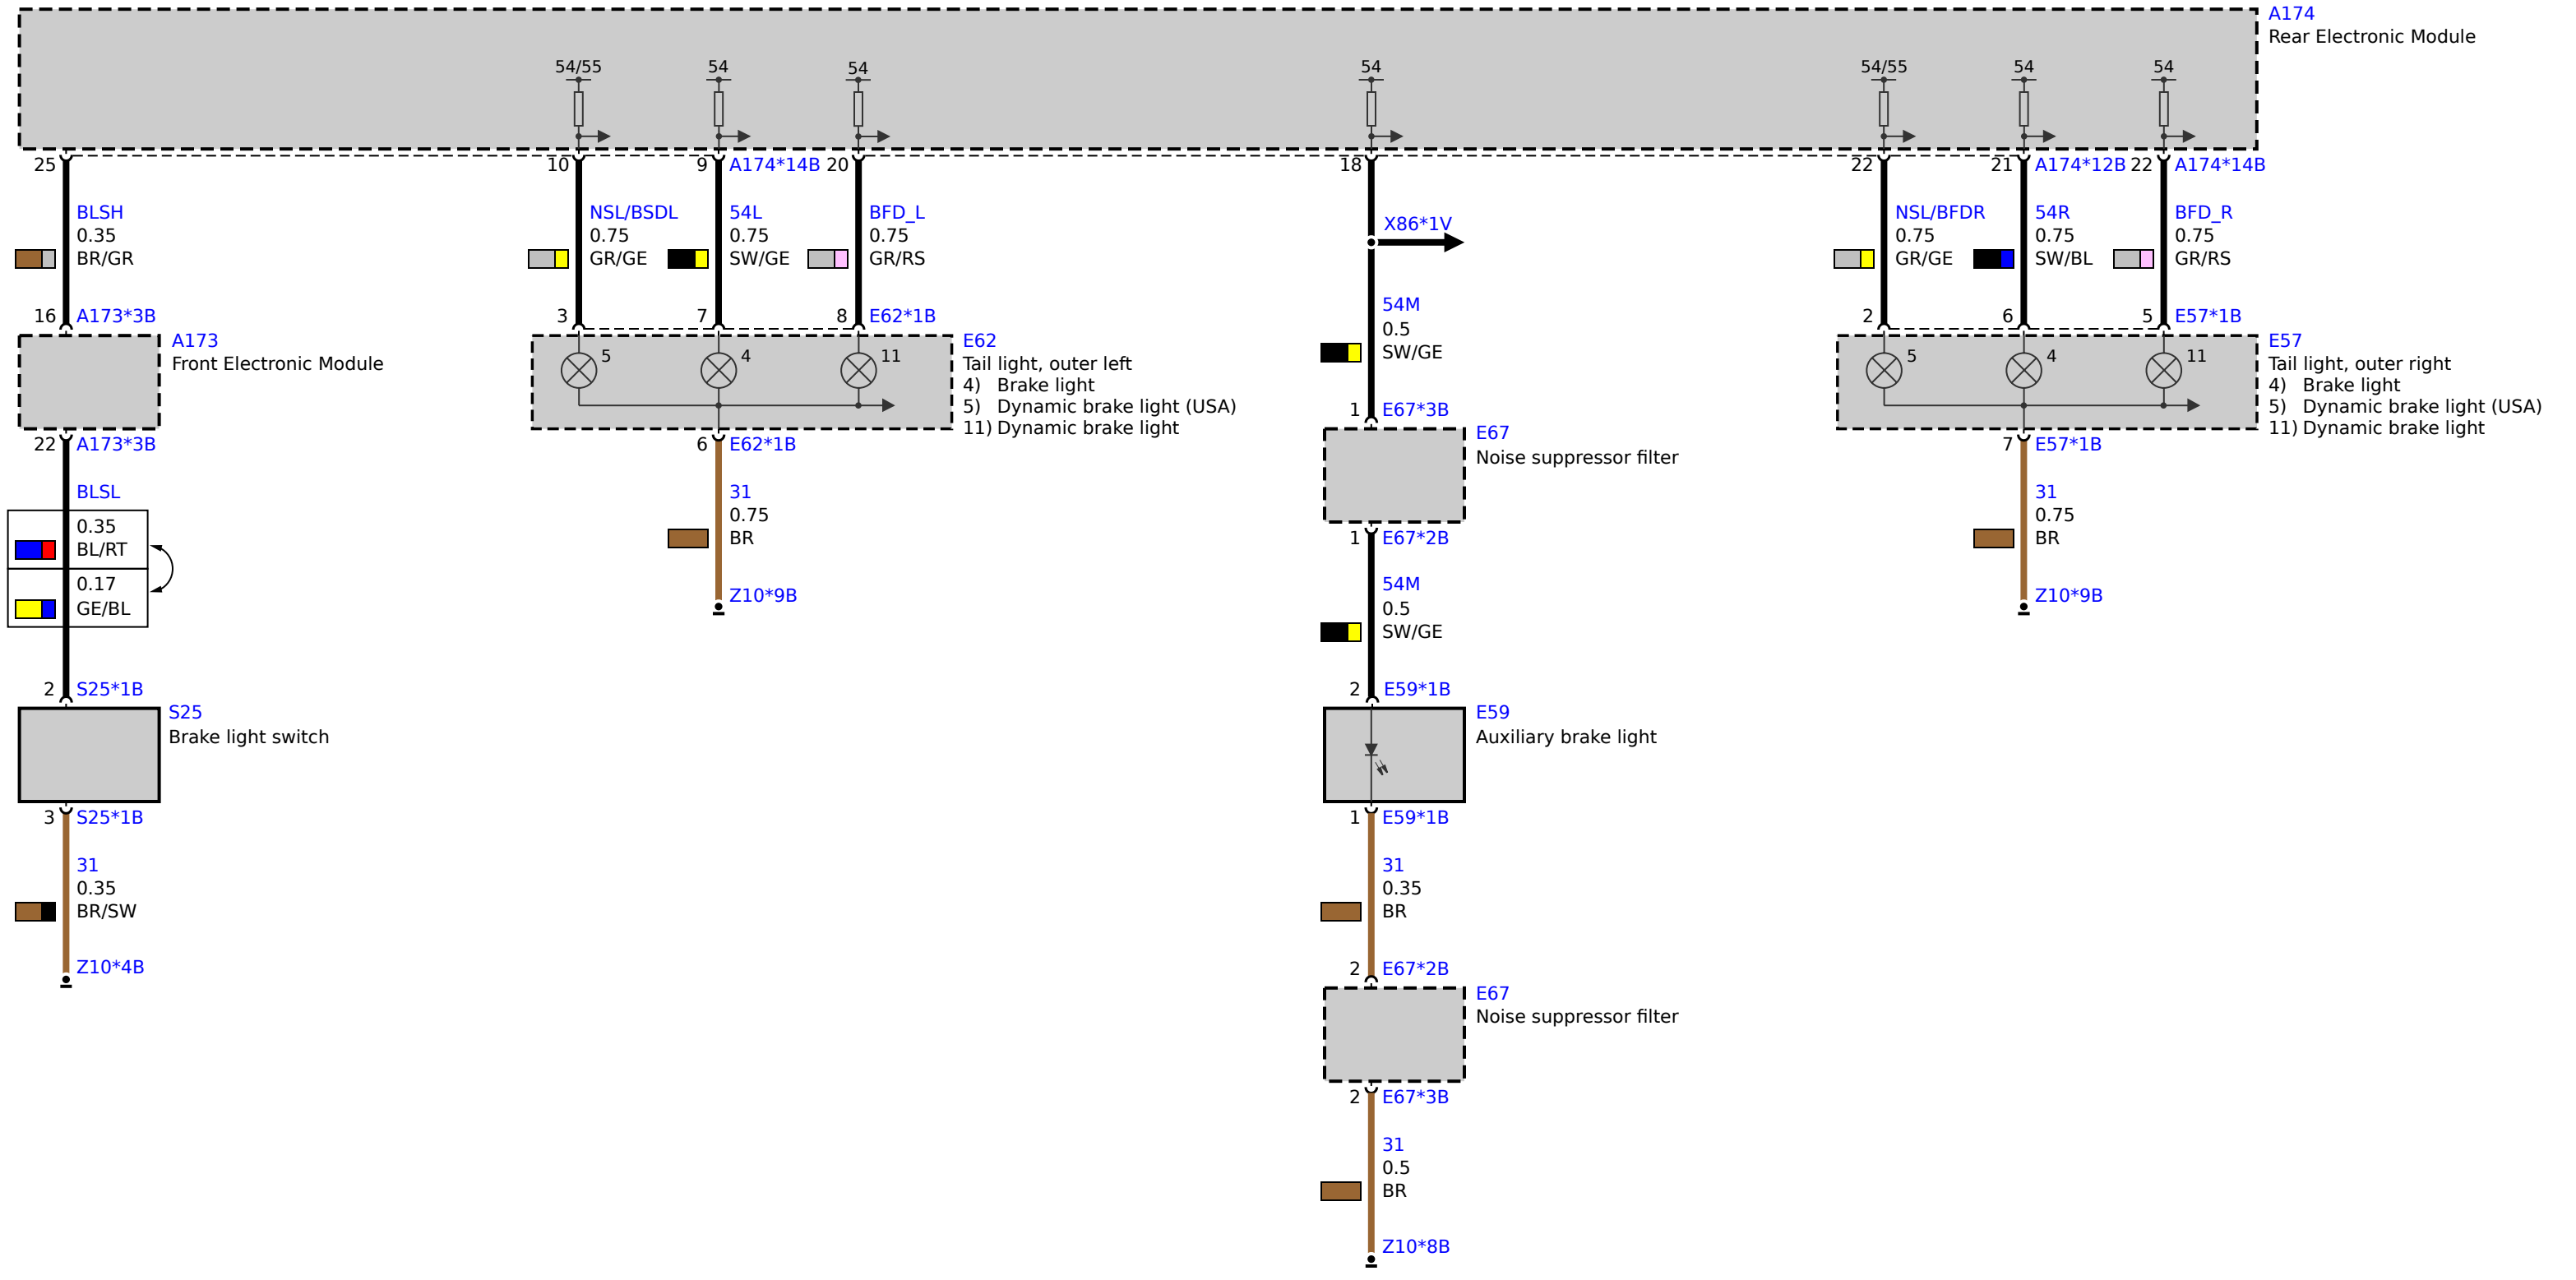 A174
Rear Electronic Module
54/55 54 54 54 54/55 54 54
25 10 9 A174*14B 20 18 22 21 A174*12B 22 A174*14B
BLSH
0.35
BR/GR
NSL/BSDL
0.75
GR/GE
54L
0.75
SW/GE
BFD_L
0.75
GR/RS
X86*1V
NSL/BFDR
0.75
GR/GE
54R
0.75
SW/BL
BFD_R
0.75
GR/RS
16 A173*3B
3 7 8 E62*1B
54M
0.5
SW/GE
2 6 5 E57*1B
A173
Front Electronic Module
5 4 11
E62
Tail light, outer left
4) Brake light
5) Dynamic brake light (USA)
11) Dynamic brake light
5 4 11
E57
Tail light, outer right
4) Brake light
5) Dynamic brake light (USA)
11) Dynamic brake light
22 A173*3B
6 E62*1B
1 E67*3B
E67
Noise suppressor filter
7 E57*1B
BLSL
0.35
BL/RT
0.17
GE/BL
31
0.75
BR
Z10*9B
1 E67*2B
54M
0.5
SW/GE
31
0.75
BR
Z10*9B
2 S25*1B
S25
Brake light switch
3 S25*1B
31
0.35
BR/SW
Z10*4B
2 E59*1B
E59
Auxiliary brake light
1 E59*1B
31
0.35
BR
2 E67*2B
E67
Noise suppressor filter
2 E67*3B
31
0.5
BR
Z10*8B